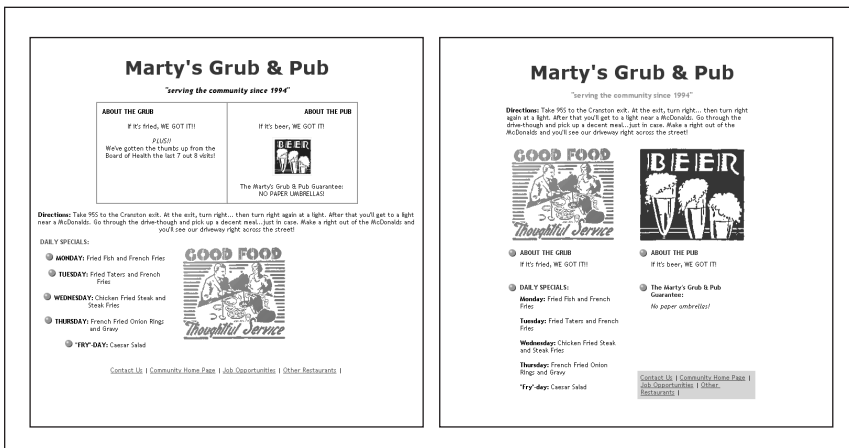 Marty's Grub & Pub
"serving the community since 1994"
ABOUT THE GRUB
If it's fried, WE GOT IT!!
PLUS!!
We've gotten the thumbs up from the
Board of Health the last 7 out 8 visits!
ABOUT THE PUB
If it's beer, WE GOT IT!
BEER
The Marty's Grub & Pub Guarantee:
NO PAPER UMBRELLAS!
Directions: Take 95S to the Cranston exit. At the exit, turn right... then turn right again at a light. After that you'll get to a light
near a McDonalds. Go through the drive-though and pick up a decent meal...just in case. Make a right out of the McDonalds and
you'll see our driveway right across the street!
DAILY SPECIALS:
MONDAY: Fried Fish and French Fries
TUESDAY: Fried Taters and French
Fries
WEDNESDAY: Chicken Fried Steak and
Steak Fries
THURSDAY: French Fried Onion Rings
and Gravy
"FRY"-DAY: Caesar Salad
GOOD FOOD
Thoughtful Service
Contact Us | Community Home Page | Job Opportunities | Other Restaurants |
Marty's Grub & Pub
"serving the community since 1994"
Directions: Take 95S to the Cranston exit. At the exit, turn right... then turn right
again at a light. After that you'll get to a light near a McDonalds. Go through the
drive-though and pick up a decent meal...just in case. Make a right out of the
McDonalds and you'll see our driveway right across the street!
GOOD FOOD
Thoughtful Service
BEER
ABOUT THE GRUB
If it's fried, WE GOT IT!!
ABOUT THE PUB
If it's beer, WE GOT IT!
DAILY SPECIALS:
Monday: Fried Fish and French
Fries
Tuesday: Fried Taters and French
Fries
Wednesday: Chicken Fried Steak
and Steak Fries
Thursday: French Fried Onion
Rings and Gravy
"Fry"-day: Caesar Salad
The Marty's Grub & Pub
Guarantee:
No paper umbrellas!
Contact Us | Community Home Page |
Job Opportunities | Other
Restaurants |